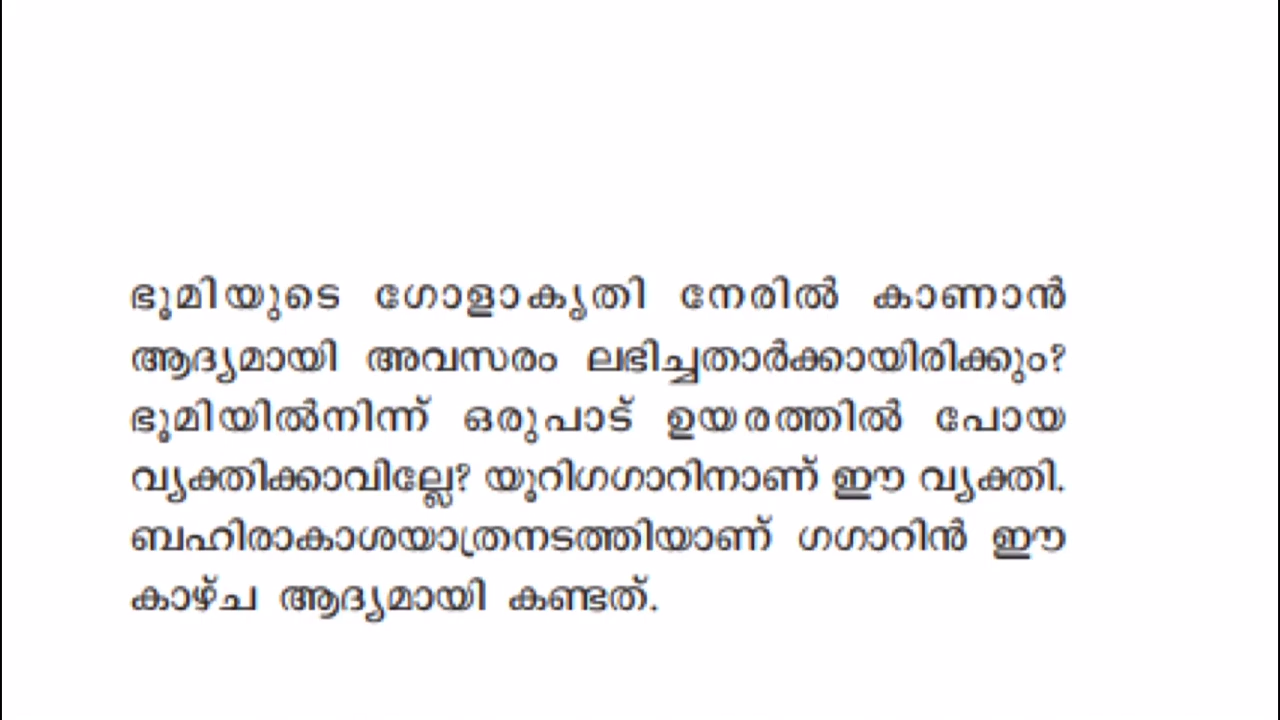 ഭൂമിയുടെ ഗോളാകൃതി നേരിൽ കാണാൻ
ആദ്യമായി അവസരം ലഭിച്ചതാർക്കായിരിക്കും?
ഭൂമിയിൽനിന്ന് ഒരുപാട് ഉയരത്തിൽ പോയ
വ്യക്തിക്കാവില്ലേ? യൂറിഗഗാറിനാണ് ഈ വ്യക്തി.
ബഹിരാകാശയാത്രനടത്തിയാണ് ഗഗാറിൻ ഈ
കാഴ്ച ആദ്യമായി കണ്ടത്.